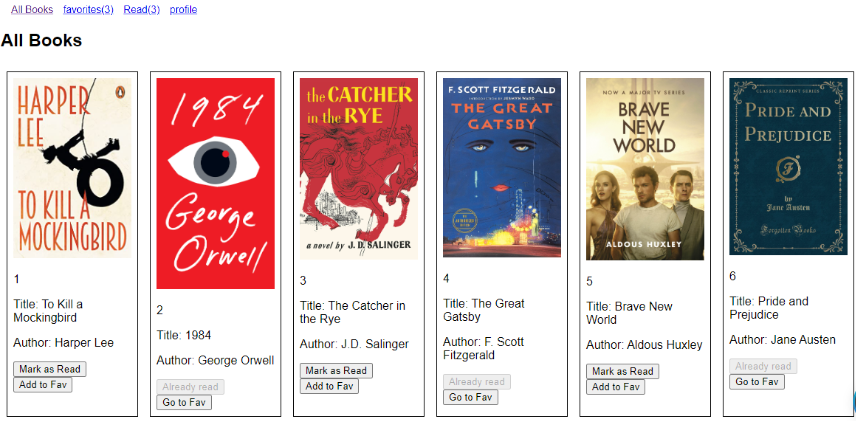 All Books favorites(3) Read(3) profile
All Books
HARPER
LEE
TO KILL A
MOCKINGBIRD
1
Title: To Kill a
Mockingbird
Author: Harper Lee
Mark as Read
Add to Fav
1984
George
Orwell
2
Title: 1984
Author: George Orwell
Already read
Go to Fav
the CATCHER
in the RYE
a novel by J. D. SALINGER
3
Title: The Catcher in
the Rye
Author: J.D. Salinger
Mark as Read
Add to Fav
F. SCOTT FITZGERALD
THE GREAT
GATSBY
4
Title: The Great
Gatsby
Author: F. Scott
Fitzgerald
Already read
Go to Fav
NOW A MAJOR TV SERIES
BRAVE
NEW
WORLD
ALDOUS HUXLEY
5
Title: Brave New
World
Author: Aldous Huxley
Mark as Read
Add to Fav
CLASSIC REPRINT SERIES
PRIDE AND
PREJUDICE
F
by
Jane Austen
Forgotten Books
6
Title: Pride and
Prejudice
Author: Jane Austen
Already read
Go to Fav